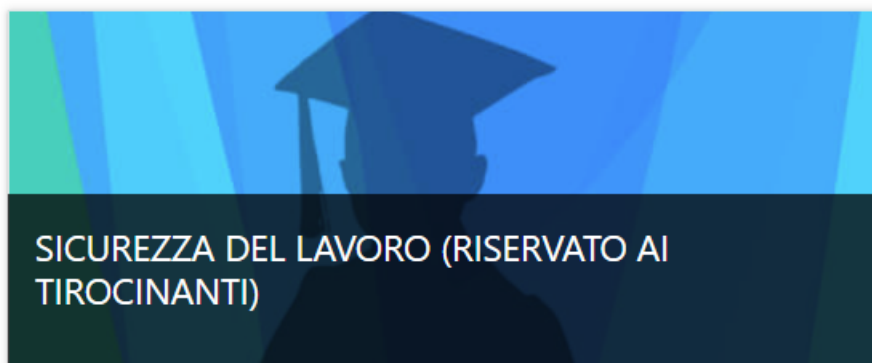 SICUREZZA DEL LAVORO (RISERVATO AI
TIROCINANTI)